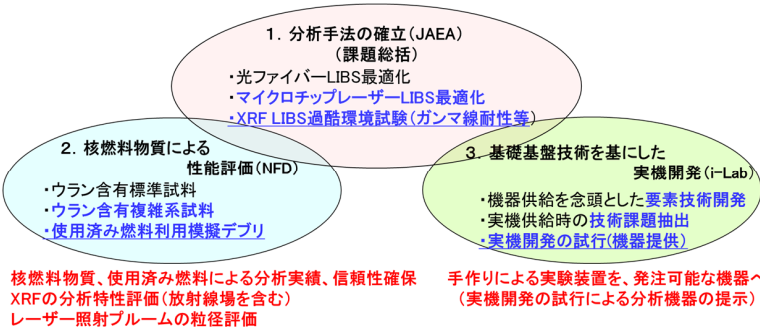 1．分析手法の確立（JAEA）
（課題総括）
・光ファイバーLIBS最適化
・マイクロチップレーザーLIBS最適化
・XRF LIBS過酷環境試験（ガンマ線耐性等）
2．核燃料物質による
性能評価（NFD）
・ウラン含有標準試料
・ウラン含有複雑系試料
・使用済み燃料利用模擬デブリ
3．基礎基盤技術を基にした
実機開発（i-Lab）
・機器供給を念頭とした要素技術開発
・実機供給時の技術課題抽出
・実機開発の試行（機器提供）
核燃料物質、使用済み燃料による分析実績、信頼性確保
XRFの分析特性評価（放射線場を含む）
レーザー照射プルームの粒径評価
手作りによる実験装置を、発注可能な機器へ
（実機開発の試行による分析機器の提示）